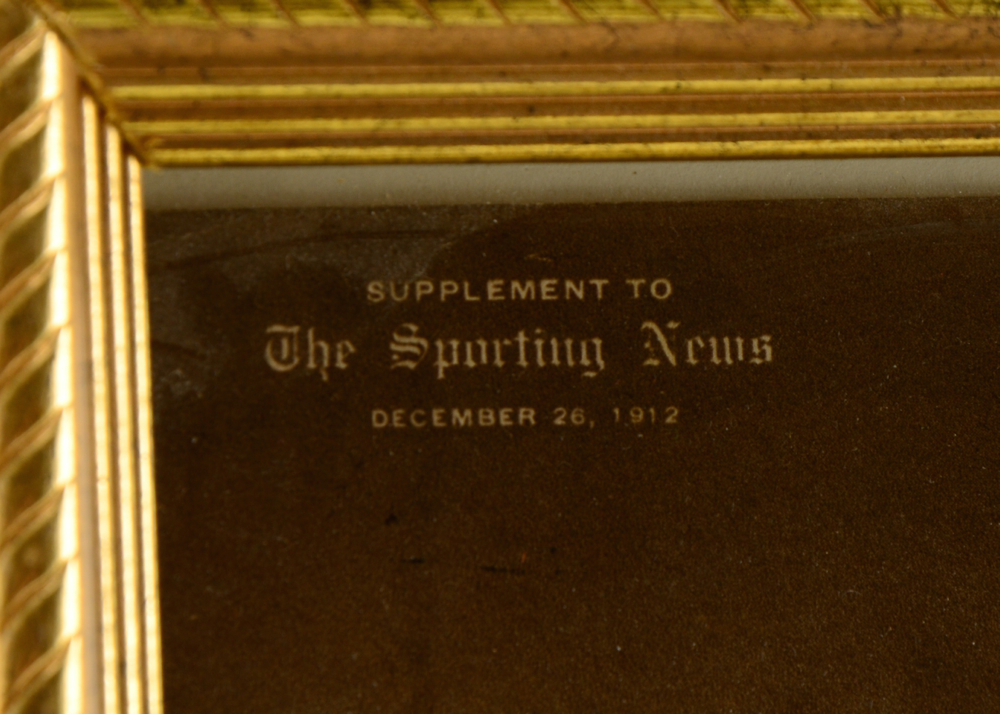 SUPPLEMENT TO
The Sporting News
DECEMBER 26, 1912